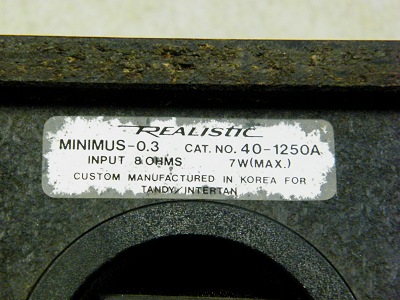 REALISTIC
MINIMUS-0.3 CAT. NO. 40-1250A
INPUT 8 OHMS 7W(MAX.)
CUSTOM MANUFACTURED IN KOREA FOR
TANDY/INTERTAN